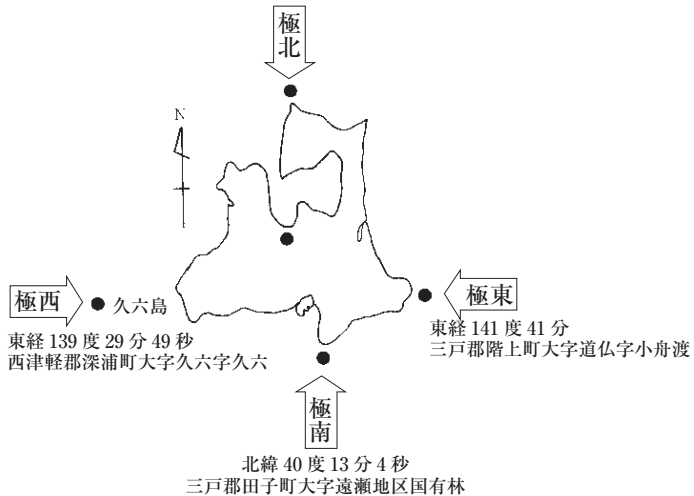 極北
N
極西
久六島
東経 139 度 29 分 49 秒
西津軽郡深浦町大字久六字久六
極東
東経 141 度 41 分
三戸郡階上町大字道仏字小舟渡
極南
北緯 40 度 13 分 4 秒
三戸郡田子町大字遠瀬地区国有林